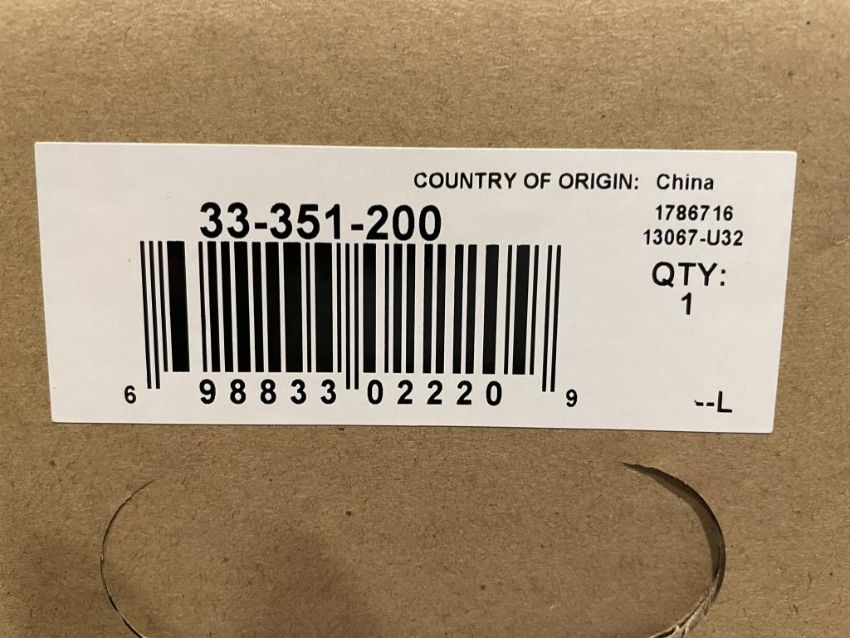 COUNTRY OF ORIGIN: China
33-351-200
1786716
13067-U32
QTY:
1
6 98833 02220 9
--L